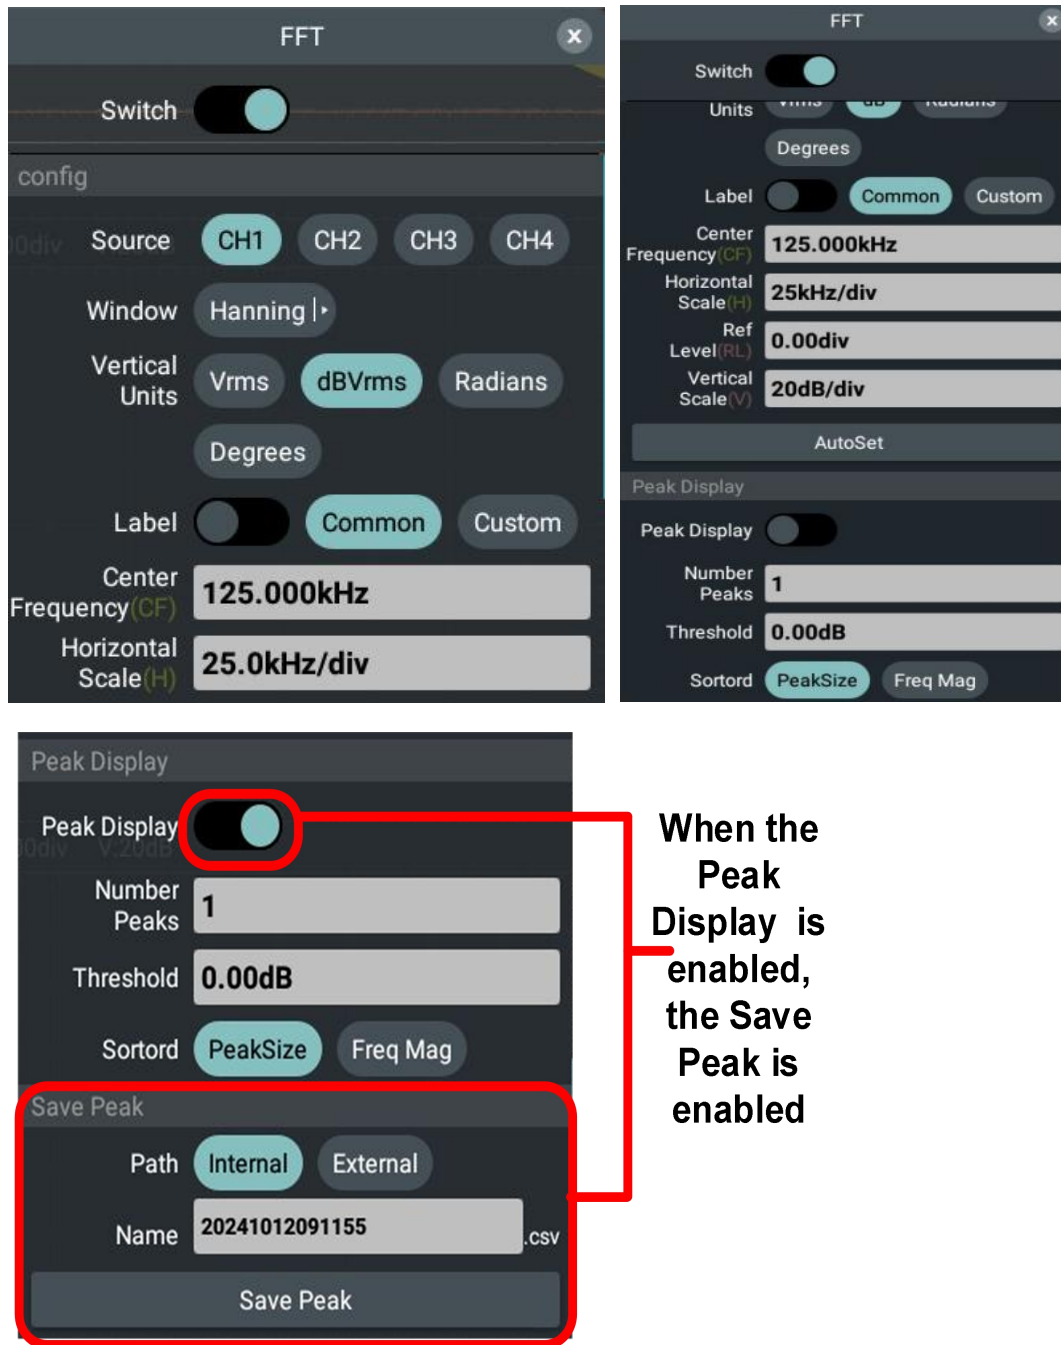 FFT
x
Switch
config
Source CH1 CH2 CH3 CH4
Window Hanning
Vertical
Units Vrms dBVrms Radians
Degrees
Label Common Custom
Center
Frequency(CF) 125.000kHz
Horizontal
Scale(H) 25.0kHz/div
FFT
x
Switch
Units Vrms dB Radians
Degrees
Label Common Custom
Center
Frequency(CF) 125.000kHz
Horizontal
Scale(H) 25kHz/div
Ref
Level(RL) 0.00div
Vertical
Scale(V) 20dB/div
AutoSet
Peak Display
Peak Display
Number
Peaks 1
Threshold 0.00dB
Sortord PeakSize Freq Mag
Peak Display
Peak Display
V:20dB
Number
Peaks 1
Threshold 0.00dB
Sortord PeakSize Freq Mag
Save Peak
Path Internal External
Name 20241012091155 .csv
Save Peak
When the
Peak
Display is
enabled,
the Save
Peak is
enabled